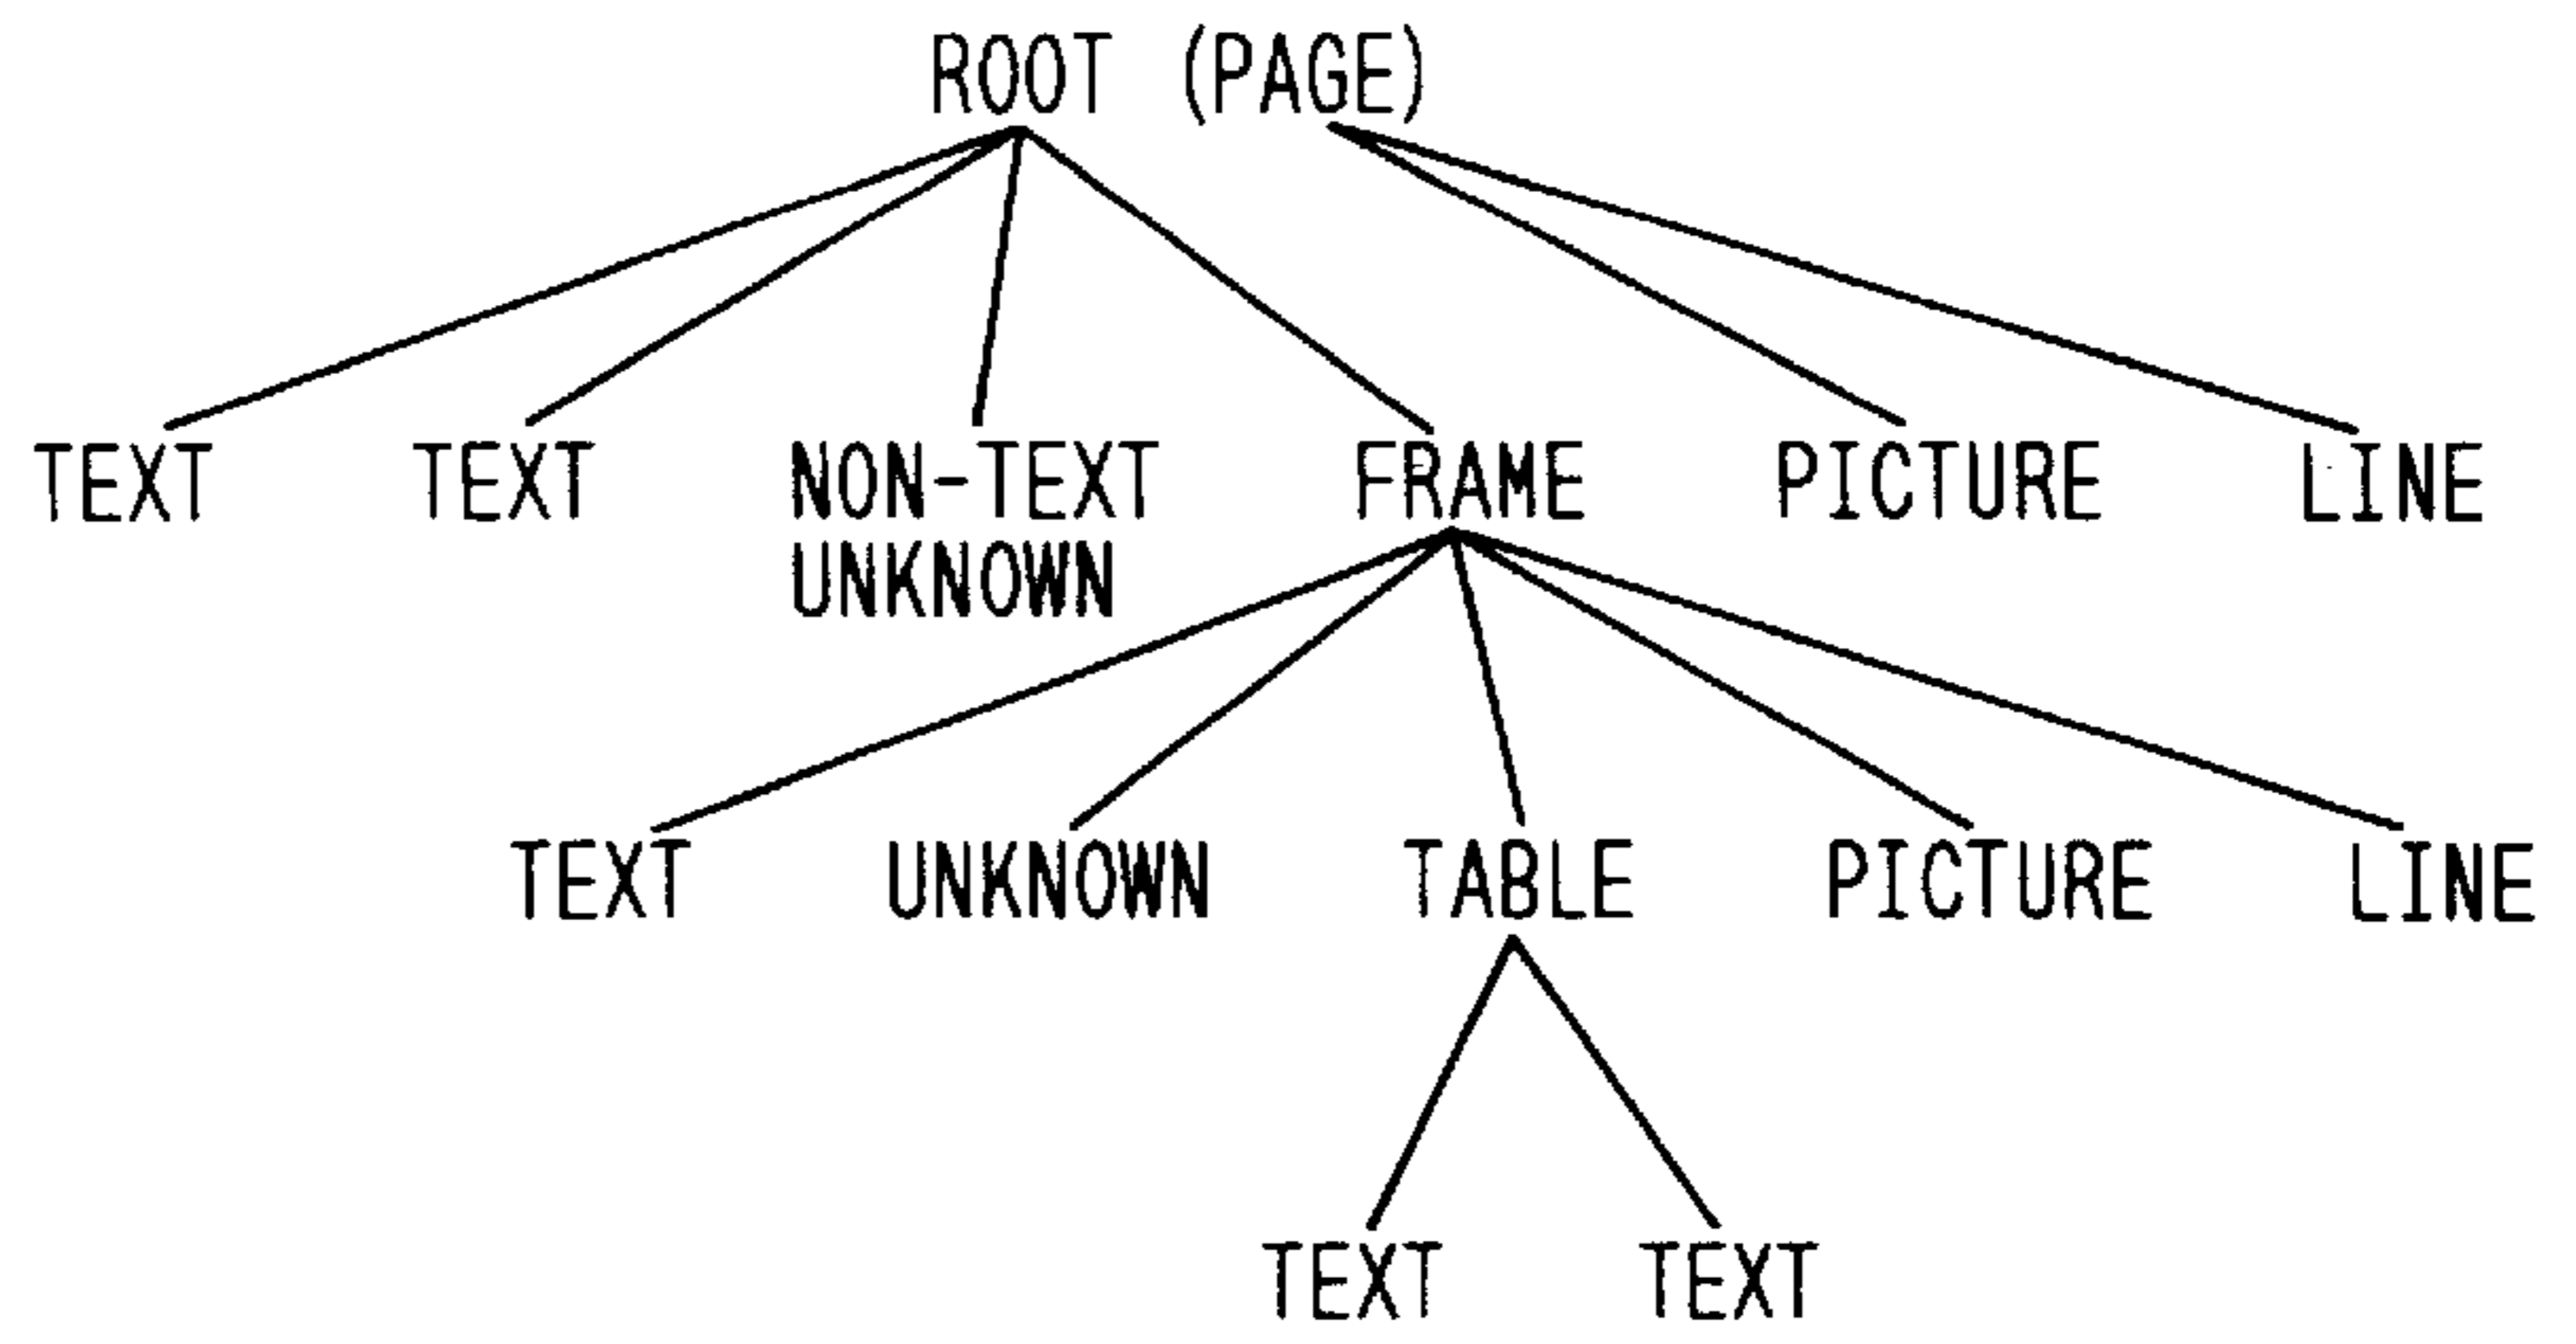 ROOT (PAGE)
TEXT TEXT NON-TEXT FRAME PICTURE LINE
UNKNOWN
TEXT UNKNOWN TABLE PICTURE LINE
TEXT TEXT